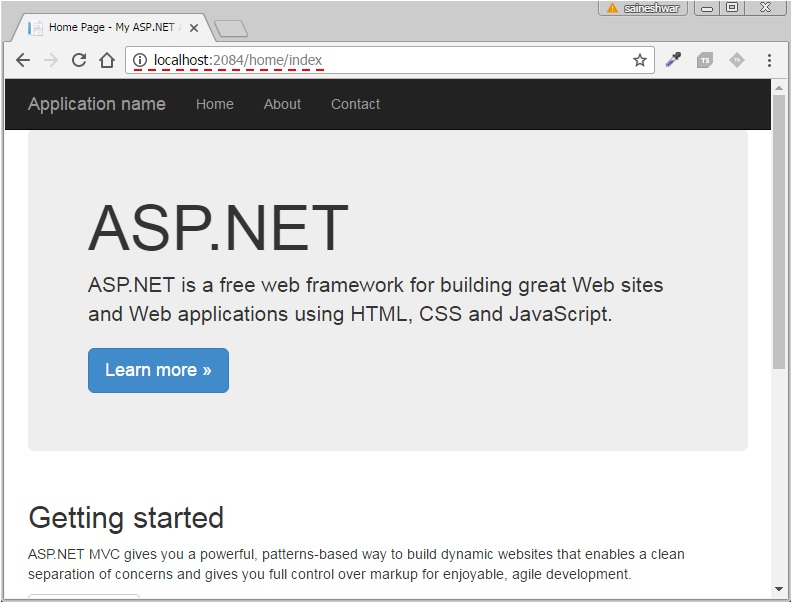 saineshwar
Home Page - My ASP.NET
localhost:2084/home/index
TS
Application name Home About Contact
ASP.NET
ASP.NET is a free web framework for building great Web sites
and Web applications using HTML, CSS and JavaScript.
Learn more »
Getting started
ASP.NET MVC gives you a powerful, patterns-based way to build dynamic websites that enables a clean
separation of concerns and gives you full control over markup for enjoyable, agile development.